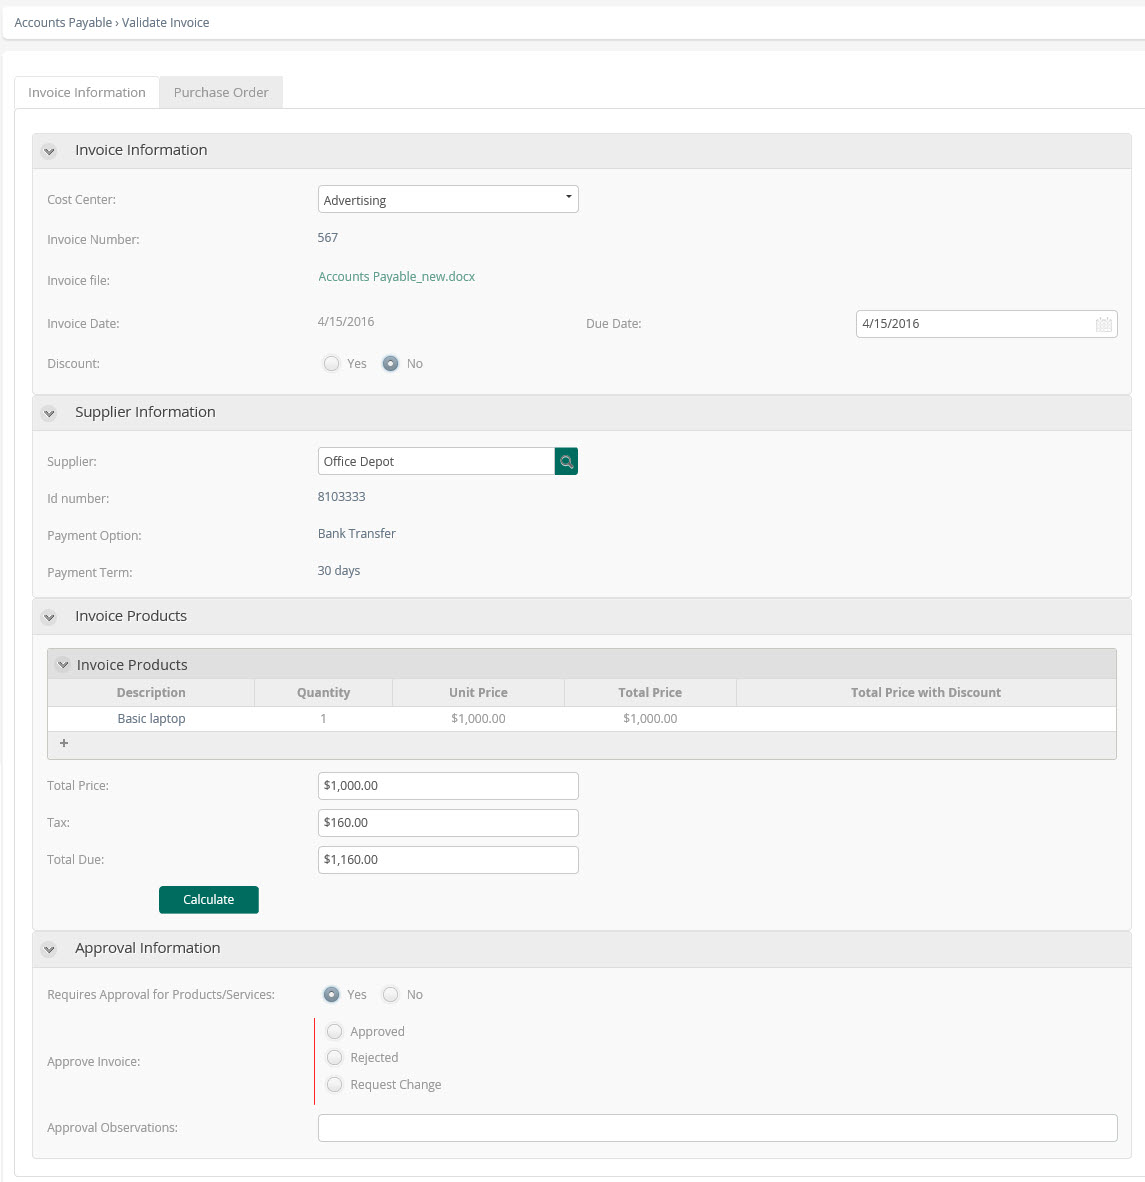 Accounts Payable › Validate Invoice
Invoice Information Purchase Order
Invoice Information
Cost Center: Advertising
Invoice Number: 567
Invoice file: Accounts Payable_new.docx
Invoice Date: 4/15/2016 Due Date: 4/15/2016
Discount: Yes No
Supplier Information
Supplier: Office Depot
Id number: 8103333
Payment Option: Bank Transfer
Payment Term: 30 days
Invoice Products
Invoice Products
Description Quantity Unit Price Total Price Total Price with Discount
Basic laptop 1 $1,000.00 $1,000.00
+
Total Price: $1,000.00
Tax: $160.00
Total Due: $1,160.00
Calculate
Approval Information
Requires Approval for Products/Services: Yes No
Approved
Approve Invoice: Rejected
Request Change
Approval Observations: